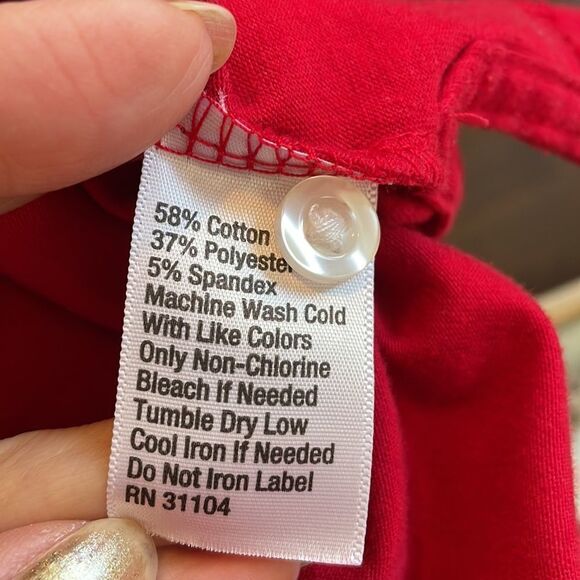 58% Cotton
37% Polyester
5% Spandex
Machine Wash Cold
With Like Colors
Only Non-Chlorine
Bleach If Needed
Tumble Dry Low
Cool Iron If Needed
Do Not Iron Label
RN 31104